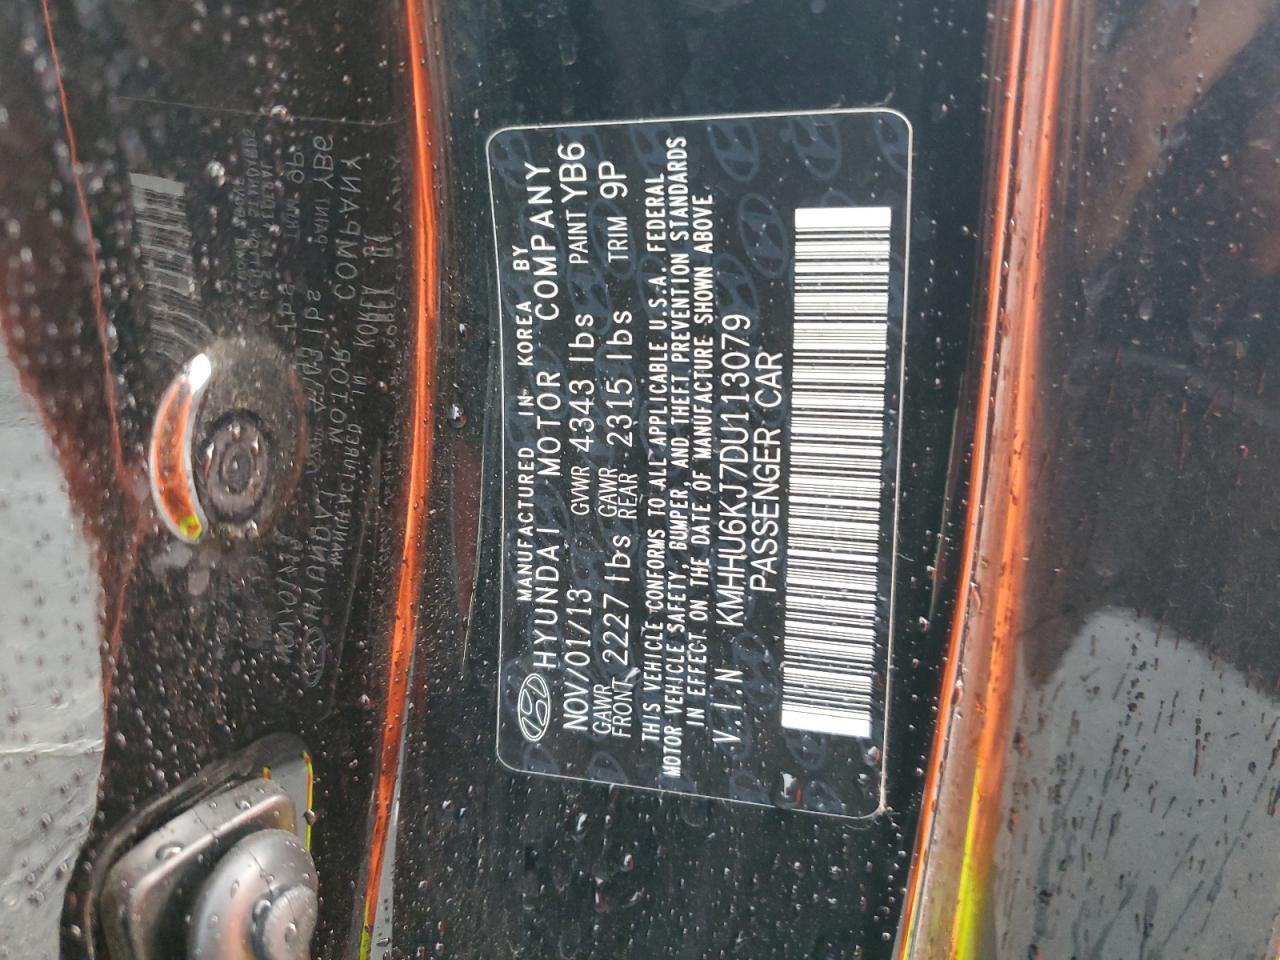 MANUFACTURED IN KOREA BY
HYUNDAI MOTOR COMPANY
NOV/01/13 GVWR 4343 lbs PAINT YB6
GAWR FRONT 2227 lbs GAWR REAR 2315 lbs TRIM 9P
THIS VEHICLE CONFORMS TO ALL APPLICABLE U.S.A. FEDERAL
MOTOR VEHICLE SAFETY, BUMPER, AND THEFT PREVENTION STANDARDS
IN EFFECT ON THE DATE OF MANUFACTURE SHOWN ABOVE
V.I.N KMHHU6KJ7DU113079
PASSENGER CAR